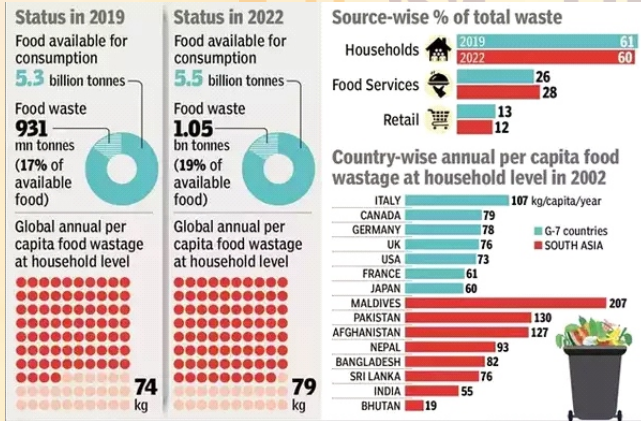 Status in 2019
Food available for
consumption
5.3 billion tonnes
Food waste
931
mn tonnes
(17% of
available
food)
Global annual per
capita food wastage
at household level
74
kg
Status in 2022
Food available for
consumption
5.5 billion tonnes
Food waste
1.05
bn tonnes
(19% of
available
food)
Global annual per
capita food wastage
at household level
79
kg
Source-wise % of total waste
Households 2019 61
2022 60
Food Services 26
28
Retail 13
12
Country-wise annual per capita food
wastage at household level in 2002
ITALY 107 kg/capita/year
CANADA 79
GERMANY 78
UK 76
USA 73
FRANCE 61
JAPAN 60
MALDIVES 207
PAKISTAN 130
AFGHANISTAN 127
NEPAL 93
BANGLADESH 82
SRI LANKA 76
INDIA 55
BHUTAN 19
G-7 countries
SOUTH ASIA